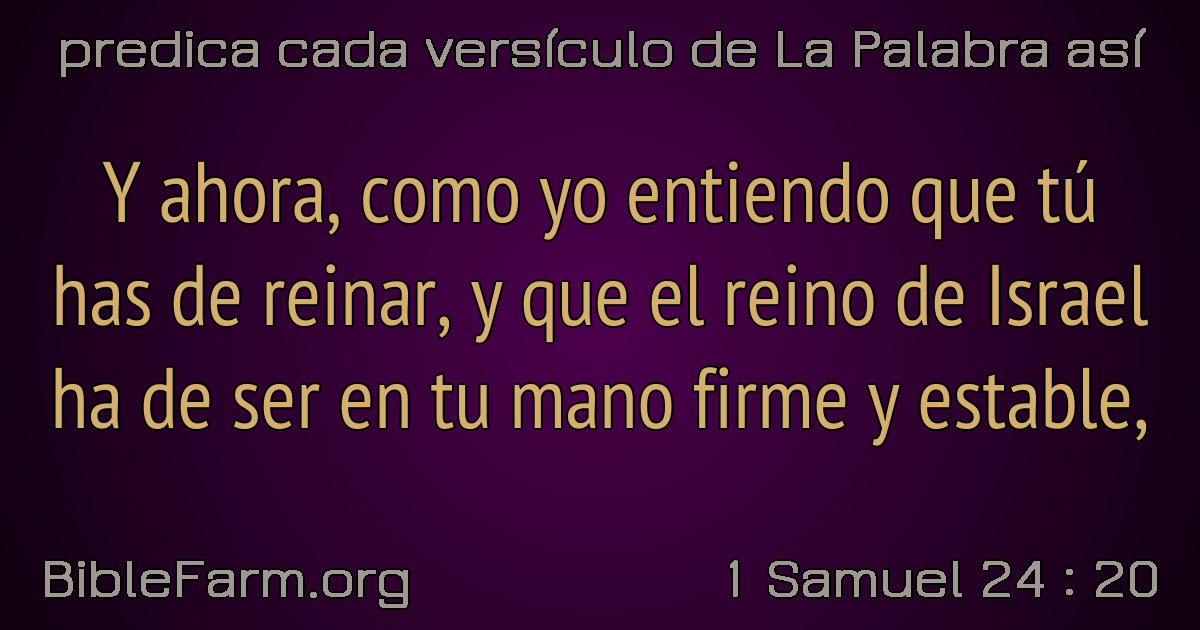 predica cada versículo de La Palabra así
Y ahora, como yo entiendo que tú
has de reinar, y que el reino de Israel
ha de ser en tu mano firme y estable,
BibleFarm.org
1 Samuel 24 : 20